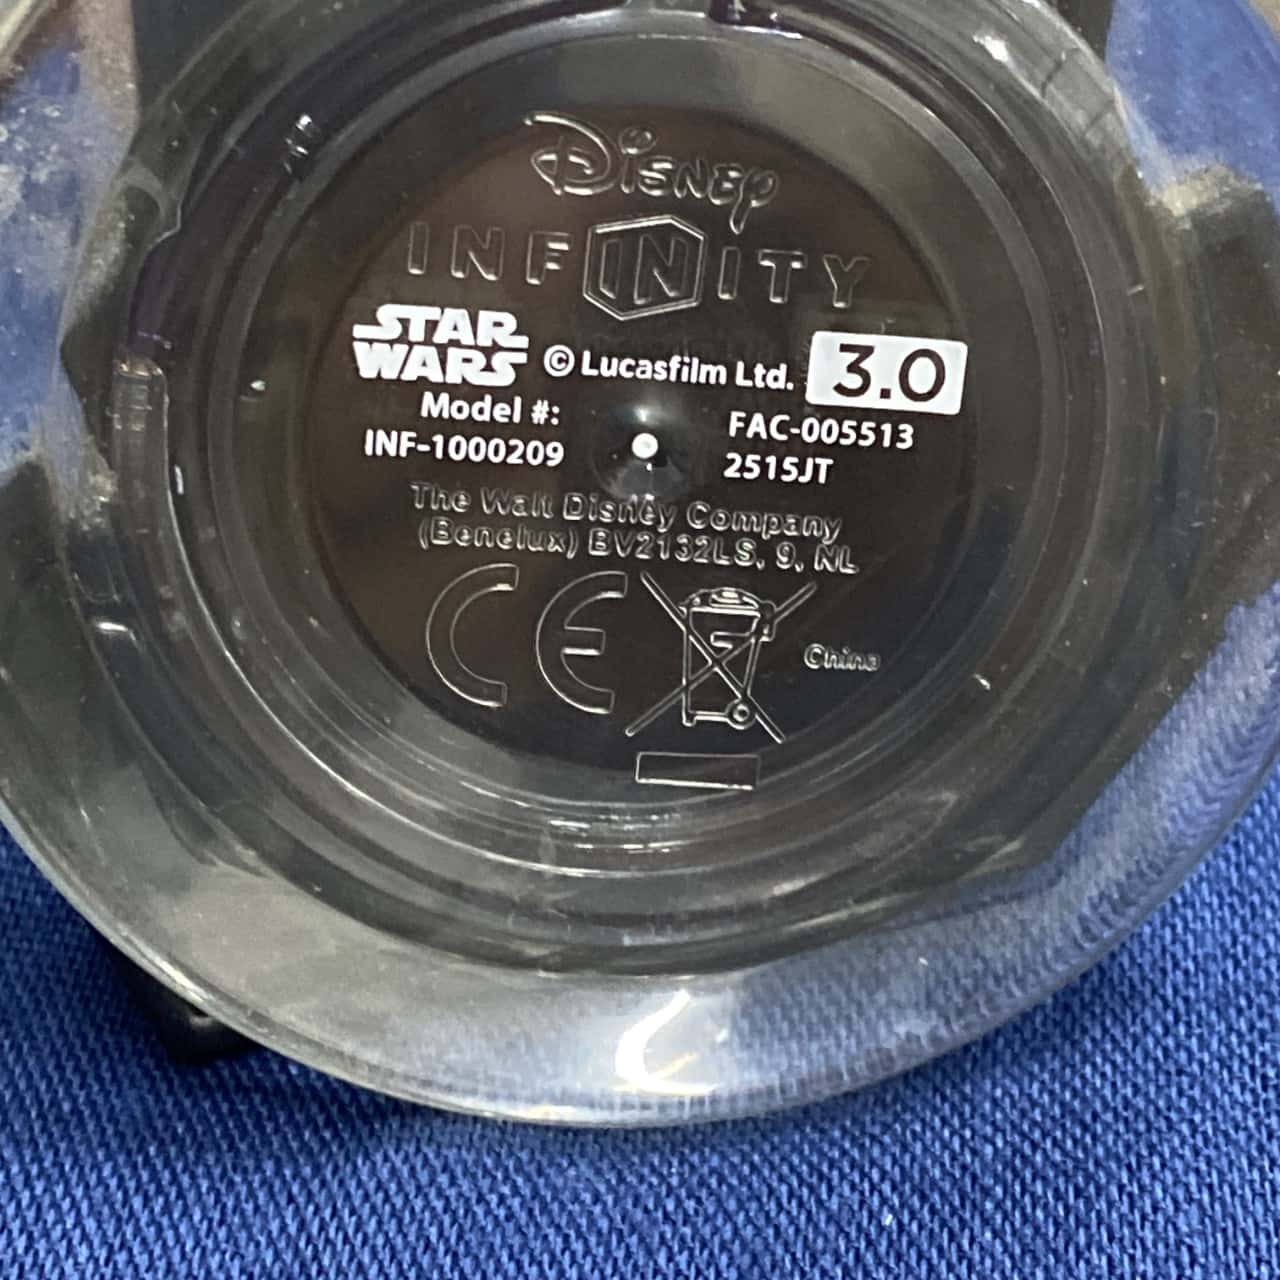 Disney
INFINITY
STAR WARS © Lucasfilm Ltd. 3.0
Model #: FAC-005513
INF-1000209 2515JT
The Walt Disney Company
(Benelux) BV2132LS, 9, NL
CE China